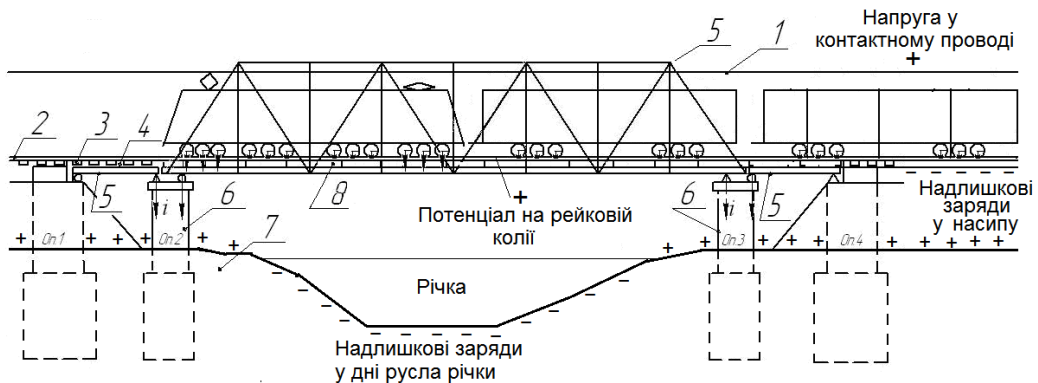 Напруга у
контактному проводі
+
5
1
2
3
4
5
i
6
8
+
Потенціал на рейковій
колії
6
i
5
Надлишкові
заряди
у насипу
+ Оп1 + + + Оп2 + + +
7
+ Оп3 + + + Оп4 + + + + + +
Річка
Надлишкові заряди
у дні русла річки